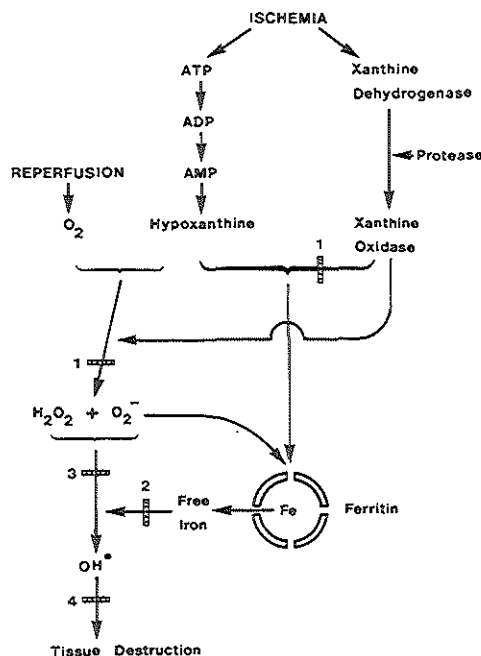 ISCHEMIA
ATP
Xanthine
Dehydrogenase
ADP
Protease
REPERFUSION
AMP
O2
Hypoxanthine
Xanthine
Oxidase
1
1
H2O2 + O2−
3
2
Free
Iron
Fe
Ferritin
OH•
4
Tissue Destruction